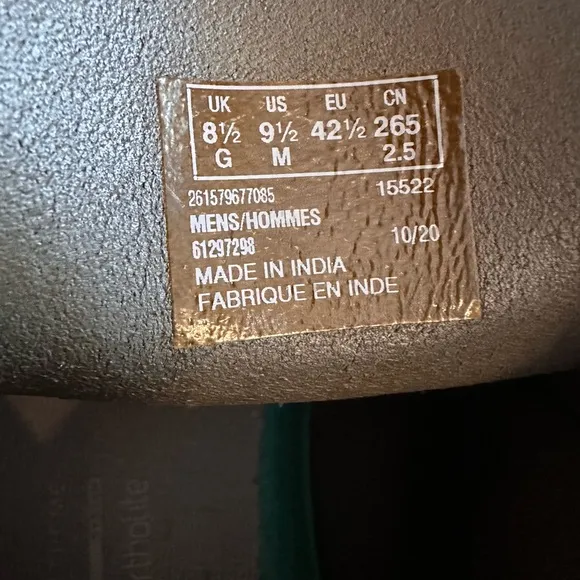 UK US EU CN
8½ 9½ 42½ 265
G M 2.5
261579677085 15522
MENS/HOMMES
61297298 10/20
MADE IN INDIA
FABRIQUE EN INDE